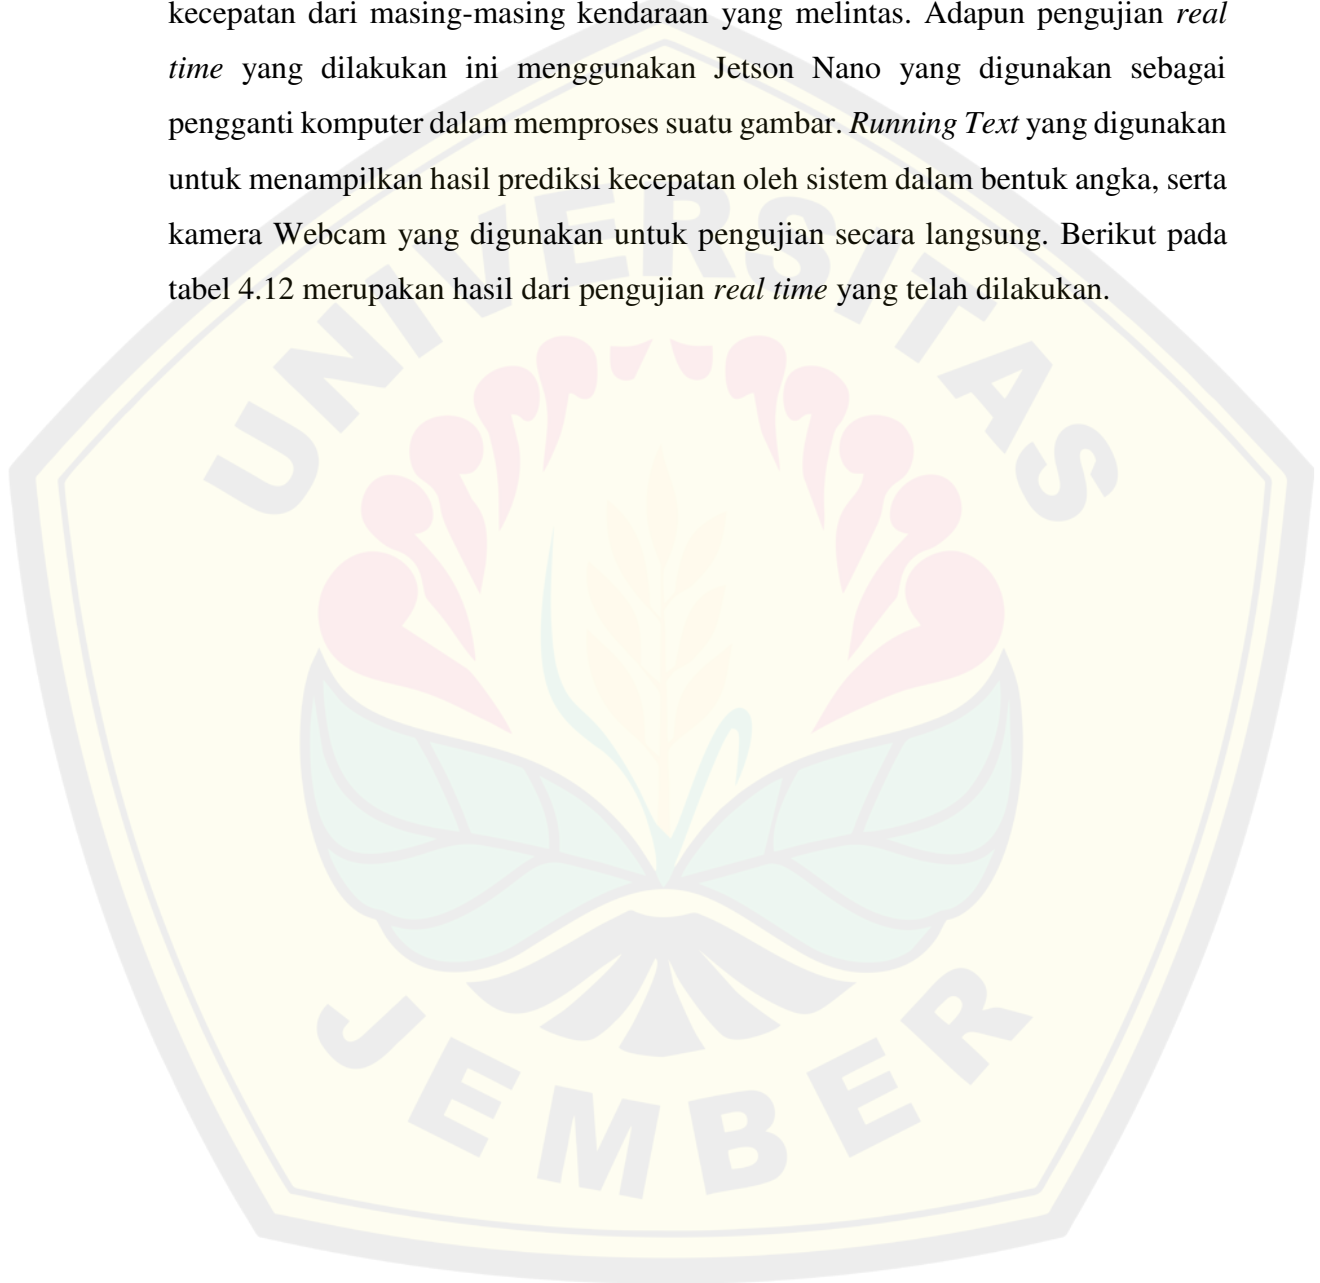 kecepatan dari masing-masing kendaraan yang melintas. Adapun pengujian real
time yang dilakukan ini menggunakan Jetson Nano yang digunakan sebagai
pengganti komputer dalam memproses suatu gambar. Running Text yang digunakan
untuk menampilkan hasil prediksi kecepatan oleh sistem dalam bentuk angka, serta
kamera Webcam yang digunakan untuk pengujian secara langsung. Berikut pada
tabel 4.12 merupakan hasil dari pengujian real time yang telah dilakukan.
UNIVERSITAS
JEMBER